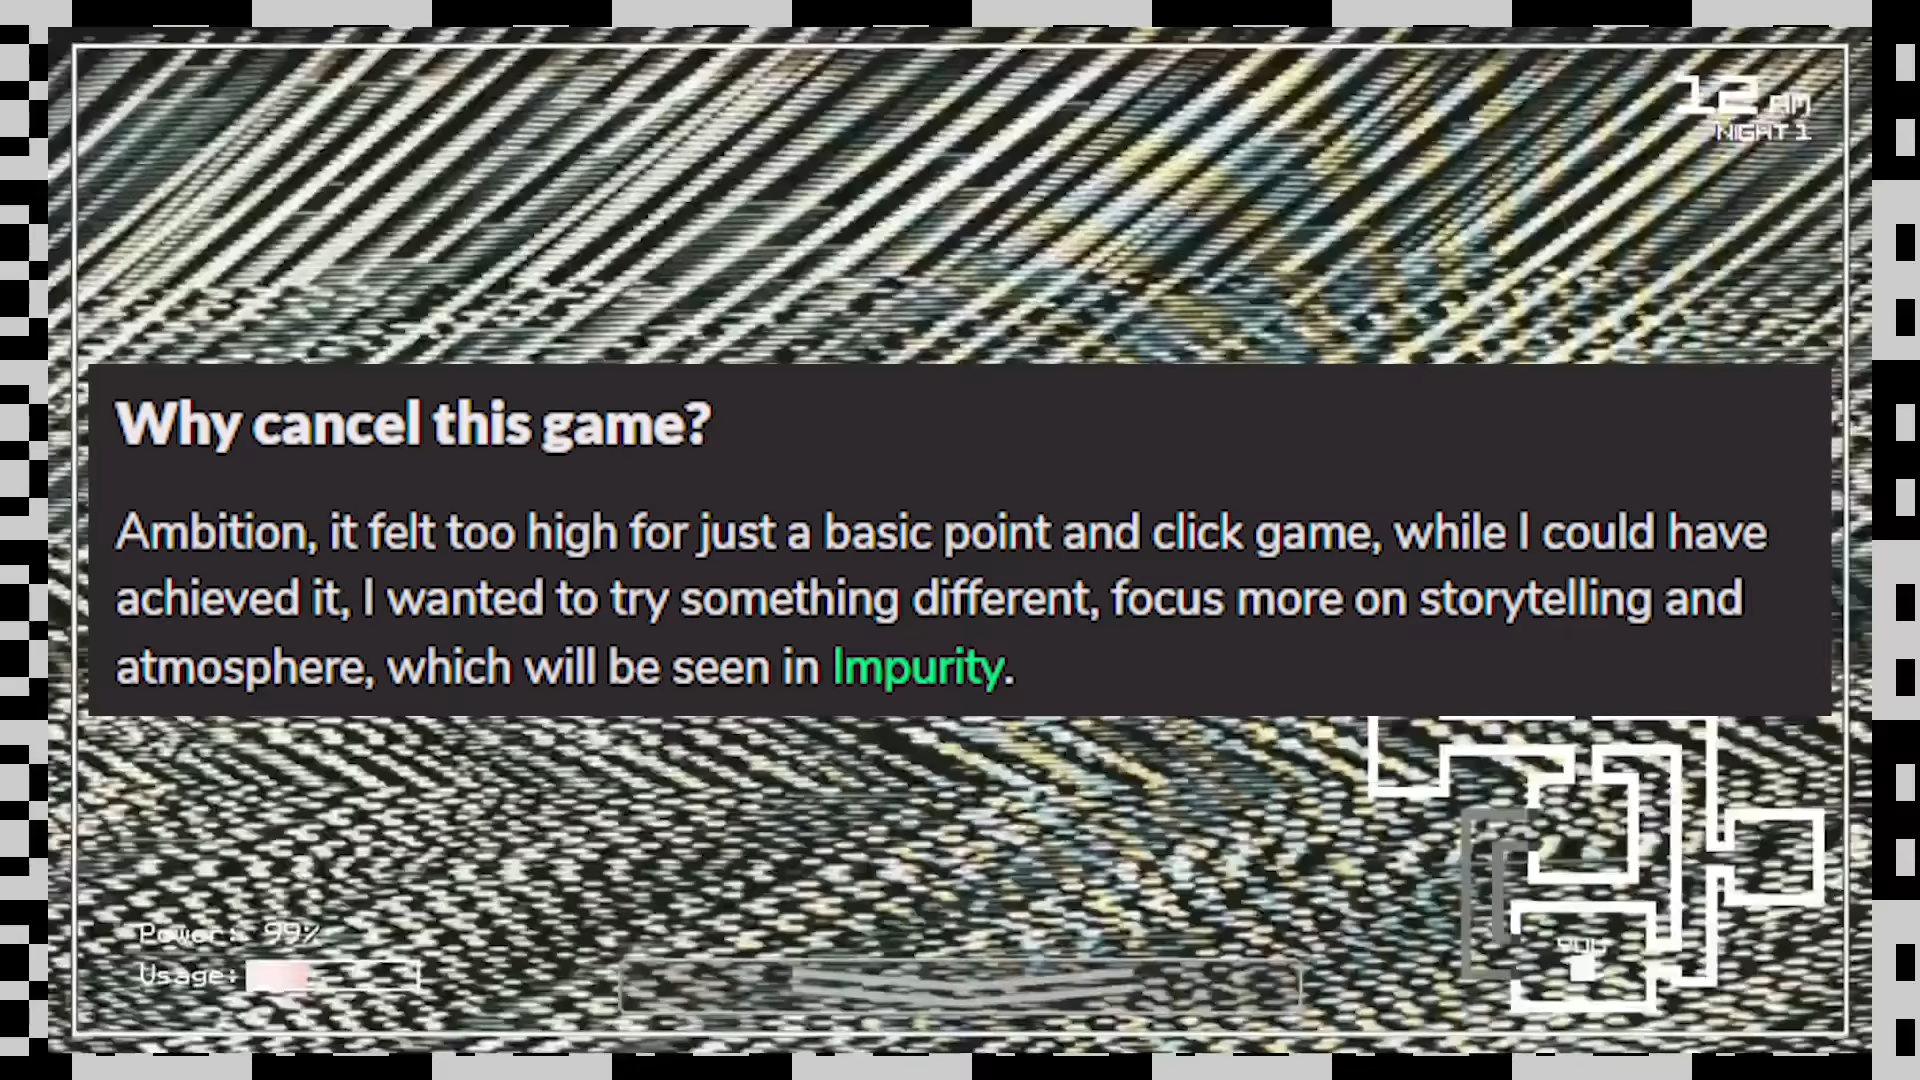 12 AM
NIGHT 1
Why cancel this game?
Ambition, it felt too high for just a basic point and click game, while I could have
achieved it, I wanted to try something different, focus more on storytelling and
atmosphere, which will be seen in Impurity.
YOU
Power: 99%
Usage: